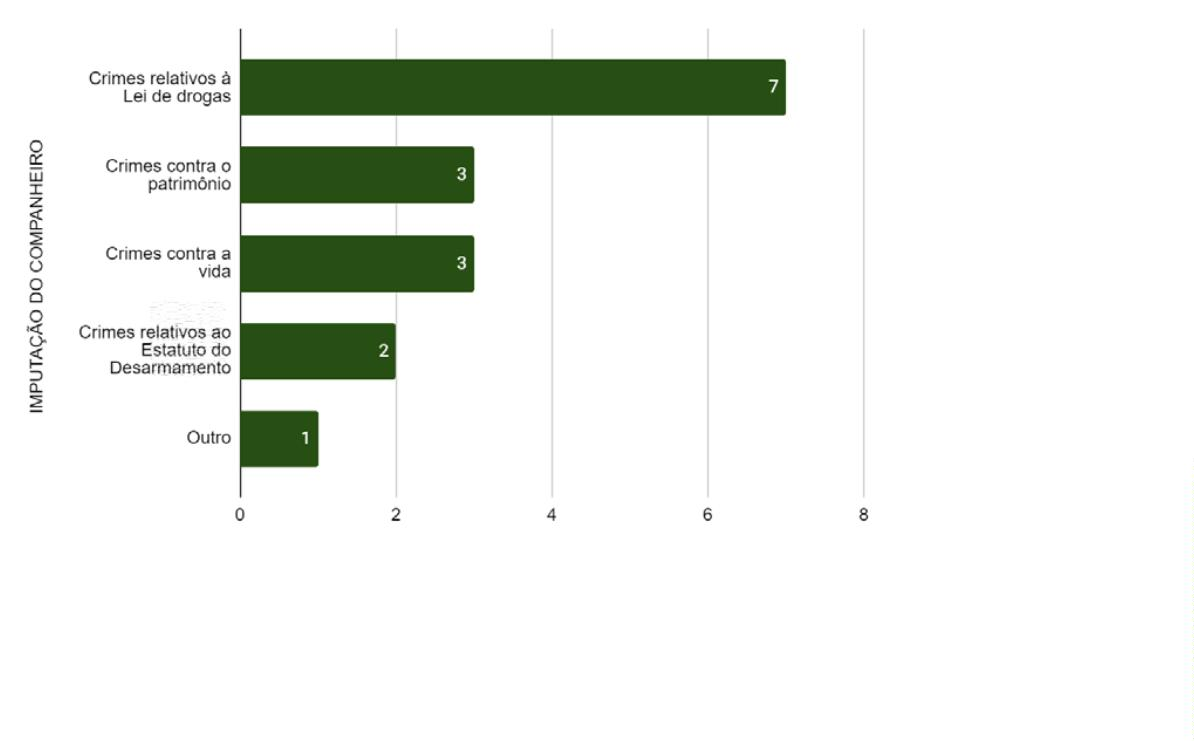 IMPUTAÇÃO DO COMPANHEIRO
Crimes relativos à
Lei de drogas
7
Crimes contra o
patrimônio
3
Crimes contra a
vida
3
Crimes relativos ao
Estatuto do
Desarmamento
2
Outro
1
0 2 4 6 8